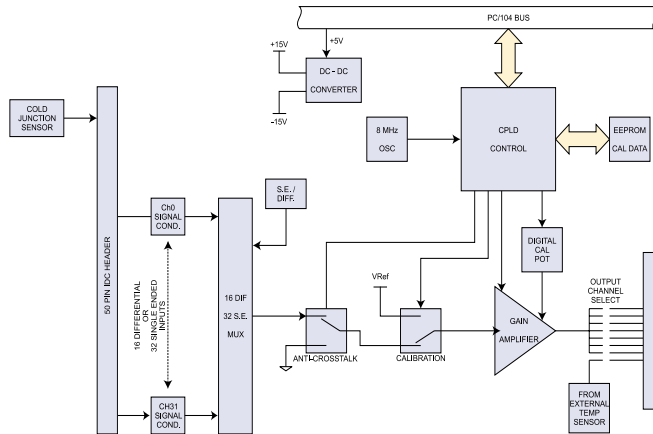 PC/104 BUS
+15V
+5V
DC - DC
CONVERTER
-15V
COLD
JUNCTION
SENSOR
8 MHz
OSC
CPLD
CONTROL
EEPROM
CAL DATA
50 PIN IDC HEADER
Ch0
SIGNAL
COND.
S.E. /
DIFF.
16 DIFFERENTIAL
OR
32 SINGLE ENDED
INPUTS
16 DIF
32 S.E.
MUX
VRef
DIGITAL
CAL
POT
OUTPUT
CHANNEL
SELECT
GAIN
AMPLIFIER
ANTI-CROSSTALK
CALIBRATION
CH31
SIGNAL
COND.
FROM
EXTERNAL
TEMP
SENSOR